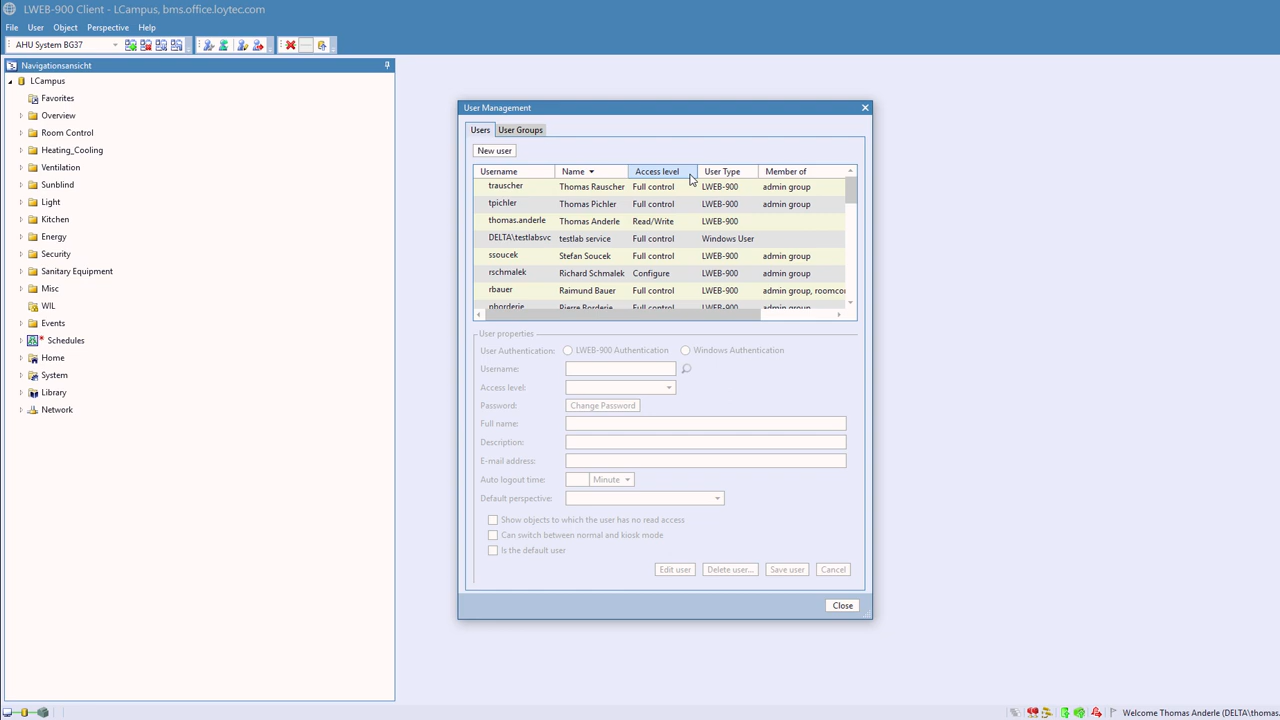 LWEB-900 Client - LCampus, bms.office.loytec.com
File User Object Perspective Help
AHU System BG37
Navigationsansicht
LCampus
Favorites
Overview
Room Control
Heating_Cooling
Ventilation
Sunblind
Light
Kitchen
Energy
Security
Sanitary Equipment
Misc
WIL
Events
Schedules
Home
System
Library
Network
User Management
Users User Groups
New user
Username Name Access level User Type Member of
trauscher Thomas Rauscher Full control LWEB-900 admin group
tpichler Thomas Pichler Full control LWEB-900 admin group
thomas.anderle Thomas Anderle Read/Write LWEB-900
DELTA\testlabsvc testlab service Full control Windows User
ssoucek Stefan Soucek Full control LWEB-900 admin group
rschmalek Richard Schmalek Configure LWEB-900 admin group
rbauer Raimund Bauer Full control LWEB-900 admin group, roomcor
pborderie Pierre Borderie Full control LWEB-900 admin group
User properties
User Authentication: LWEB-900 Authentication Windows Authentication
Username:
Access level:
Password: Change Password
Full name:
Description:
E-mail address:
Auto logout time: Minute
Default perspective:
Show objects to which the user has no read access
Can switch between normal and kiosk mode
Is the default user
Edit user Delete user... Save user Cancel
Close
Welcome Thomas Anderle (DELTA\thomas.